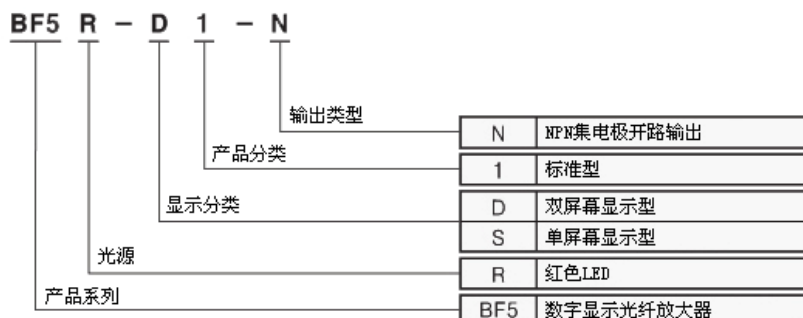 BF5 R - D 1 - N
输出类型
N NPN集电极开路输出
产品分类
1 标准型
显示分类
D 双屏幕显示型
S 单屏幕显示型
光源
R 红色LED
产品系列
BF5 数字显示光纤放大器